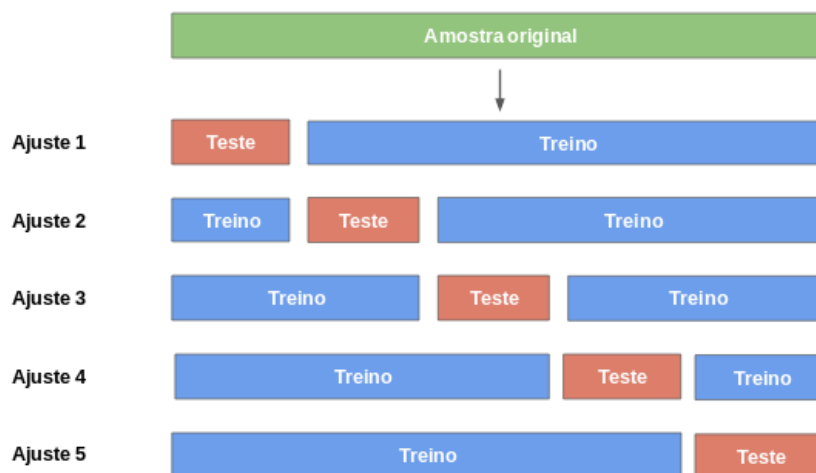 Amostra original
Ajuste 1 Teste Treino
Ajuste 2 Treino Teste Treino
Ajuste 3 Treino Teste Treino
Ajuste 4 Treino Teste Treino
Ajuste 5 Treino Teste